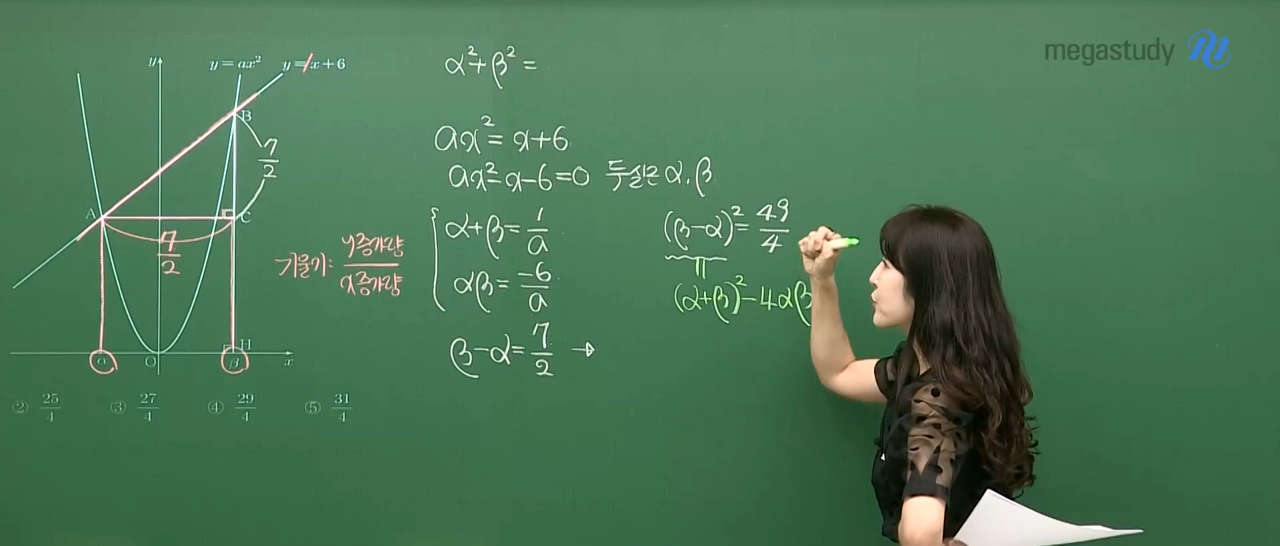 megastudy
y
y=ax²
y=x+6
B
7/2
A
C
7/2
기울기: y증가량/x증가량
α
O
β
H
x
② 25/4 ③ 27/4 ④ 29/4 ⑤ 31/4
α²+β²=
ax²=x+6
ax²-x-6=0 두실근 α, β
α+β=1/a
αβ=-6/a
β-α=7/2 →
(β-α)²=49/4
=
(α+β)²-4αβ